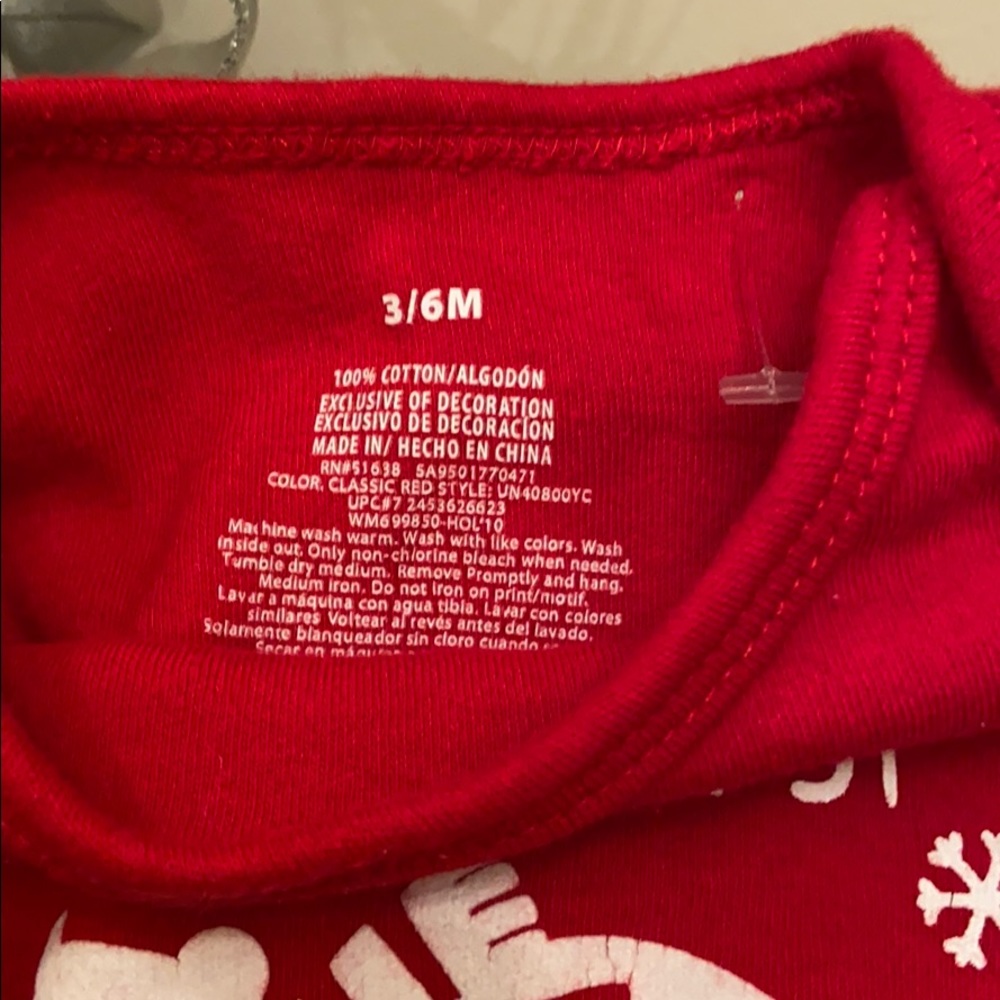 3/6M
100% COTTON/ALGODÓN
EXCLUSIVE OF DECORATION
EXCLUSIVO DE DECORACION
MADE IN/ HECHO EN CHINA
RN#51638 SA9501770471
COLOR. CLASSIC RED STYLE: UN40800YC
UPC#7 2453626623
WM699850-HOL'10
Machine wash warm. Wash with like colors. Wash
inside out. Only non-chlorine bleach when needed.
Tumble dry medium. Remove Promptly and hang.
Medium iron. Do not iron on print/motif.
Lavar a máquina con agua tibia. Lavar con colores
similares Voltear al revés antes del lavado.
Solamente blanqueador sin cloro cuando
Secar en